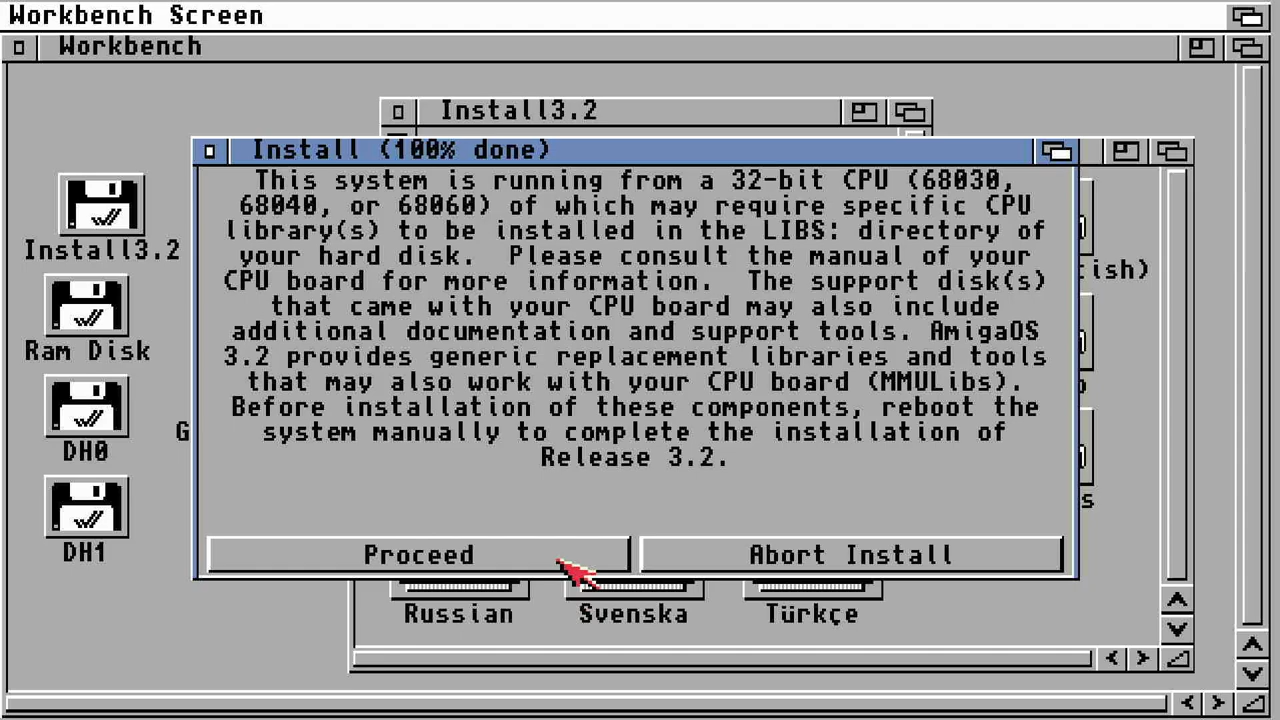 Workbench Screen
Workbench
Install3.2
Install (100% done)
This system is running from a 32-bit CPU (68030,
68040, or 68060) of which may require specific CPU
library(s) to be installed in the LIBS: directory of
your hard disk.  Please consult the manual of your
CPU board for more information.  The support disk(s)
that came with your CPU board may also include
additional documentation and support tools. AmigaOS
3.2 provides generic replacement libraries and tools
that may also work with your CPU board (MMULibs).
Before installation of these components, reboot the
system manually to complete the installation of
Release 3.2.
Proceed
Abort Install
Install3.2
Ram Disk
DH0
DH1
G
ish)
s
Russian
Svenska
Türkçe